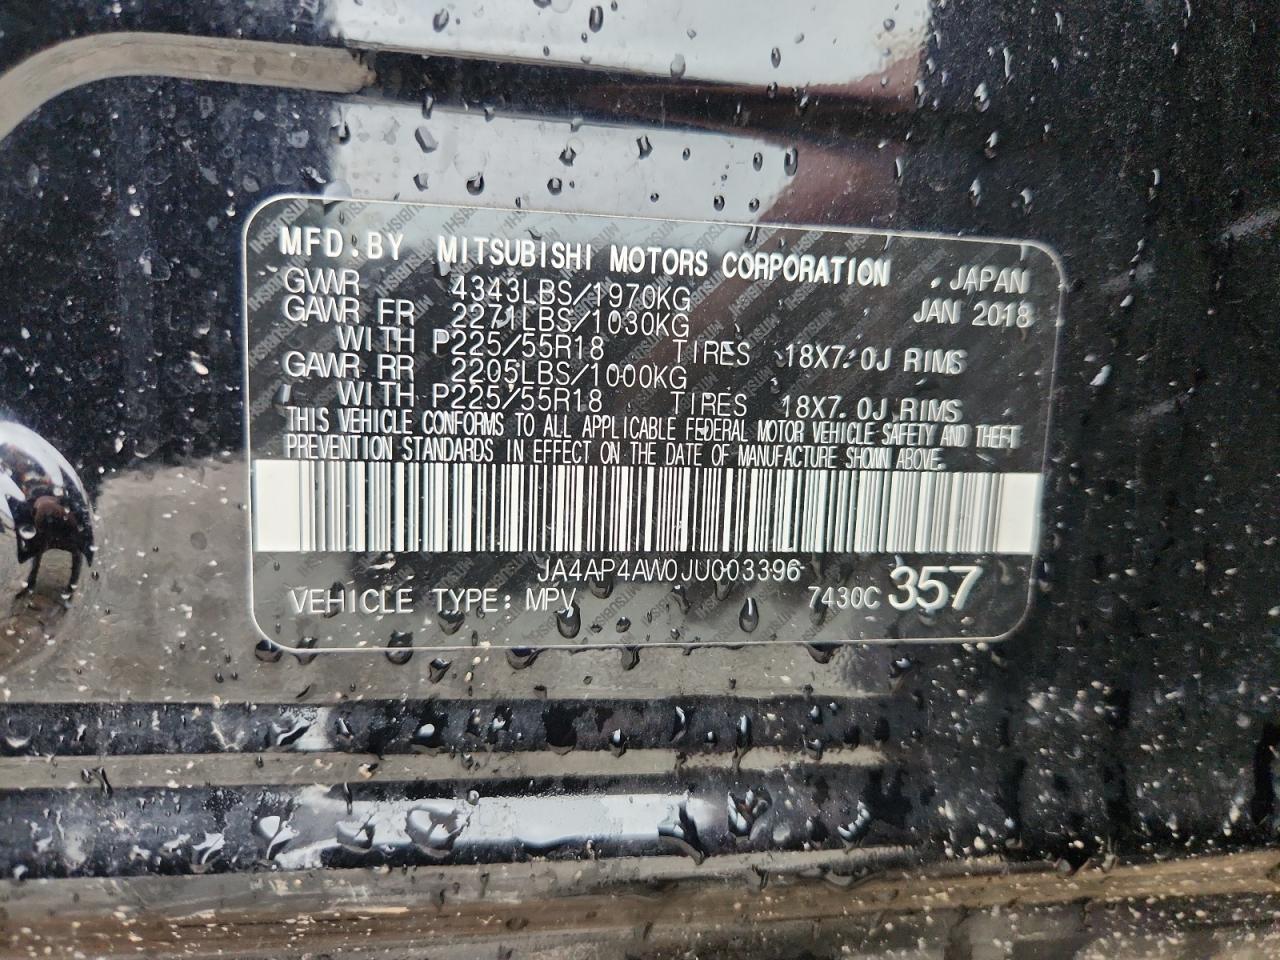 MFD.BY MITSUBISHI MOTORS CORPORATION . JAPAN
GVWR 4343LBS/1970KG JAN 2018
GAWR FR 2271LBS/1030KG
WITH P225/55R18 TIRES 18X7.0J RIMS
GAWR RR 2205LBS/1000KG
WITH P225/55R18 TIRES 18X7.0J RIMS
THIS VEHICLE CONFORMS TO ALL APPLICABLE FEDERAL MOTOR VEHICLE SAFETY AND THEFT
PREVENTION STANDARDS IN EFFECT ON THE DATE OF MANUFACTURE SHOWN ABOVE.
JA4AP4AW0JU003396
VEHICLE TYPE: MPV 7430C 357